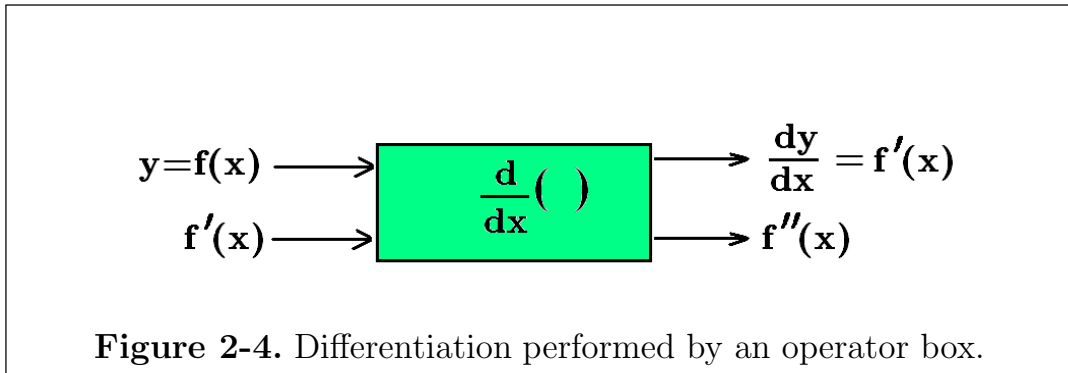 y=f(x) d/dx( ) dy/dx = f'(x)
f'(x) f''(x)
Figure 2-4. Differentiation performed by an operator box.